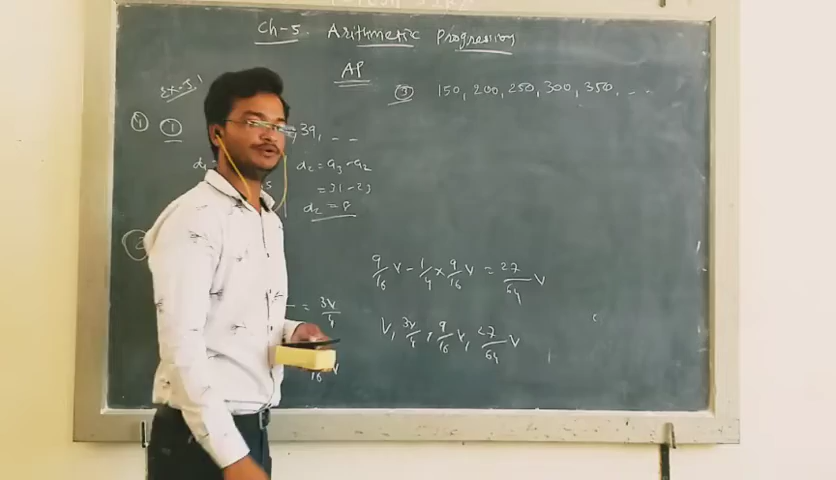 Ch-5. Arithmetic Progression
AP
Ex-5.1
① ① 39, - -
d₂ = a₃ - a₂
= 31 - 23
d₂ = 8
③ 150, 200, 250, 300, 350, - -
9/16 V - 1/4 × 9/16 V = 27/64 V
= 3V/4
V, 3V/4, 9/16 V, 27/64 V
16 V